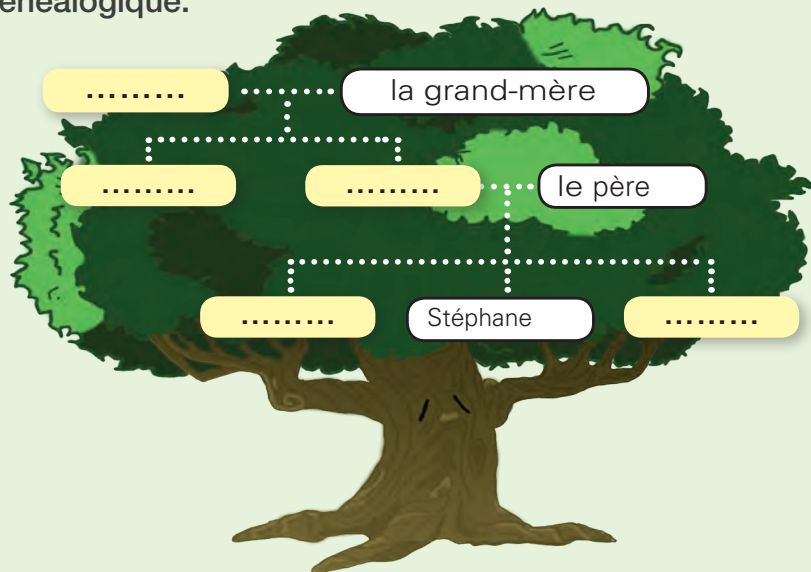 énéalogique.
......... la grand-mère
......... ......... le père
......... Stéphane .........